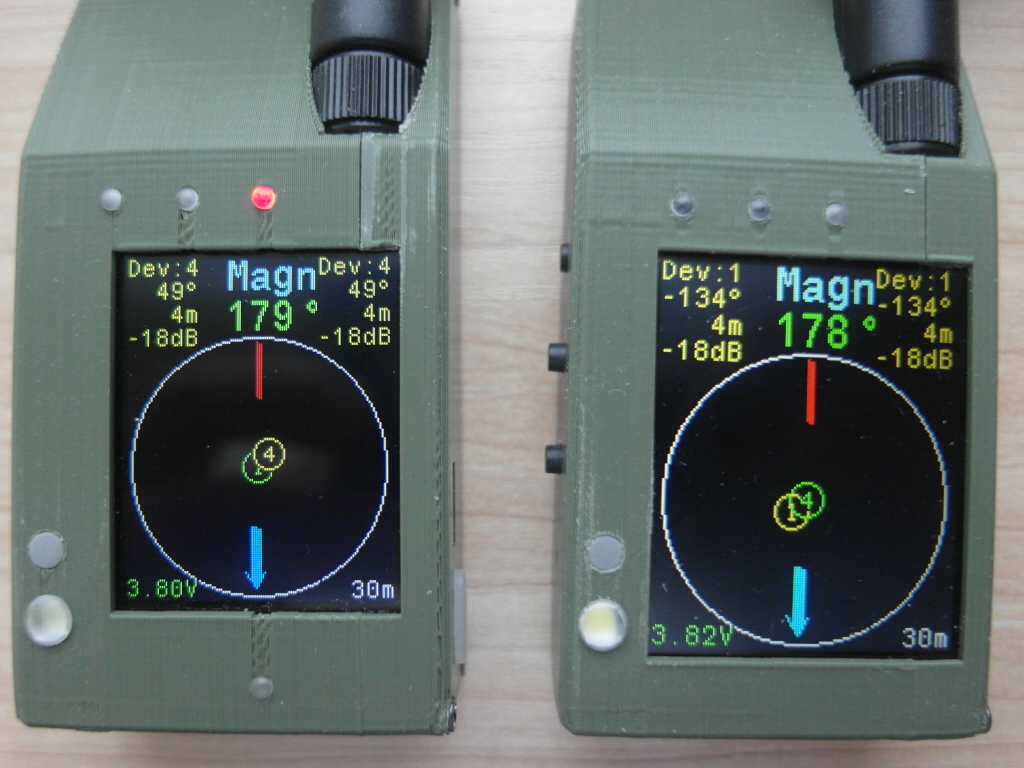 Dev:4 Magn Dev:4
49° 179° 49°
4m 4m
-18dB -18dB
4
3.80V 30m
Dev:1 Magn Dev:1
-134° 178° -134°
4m 4m
-18dB -18dB
1 4
3.82V 30m